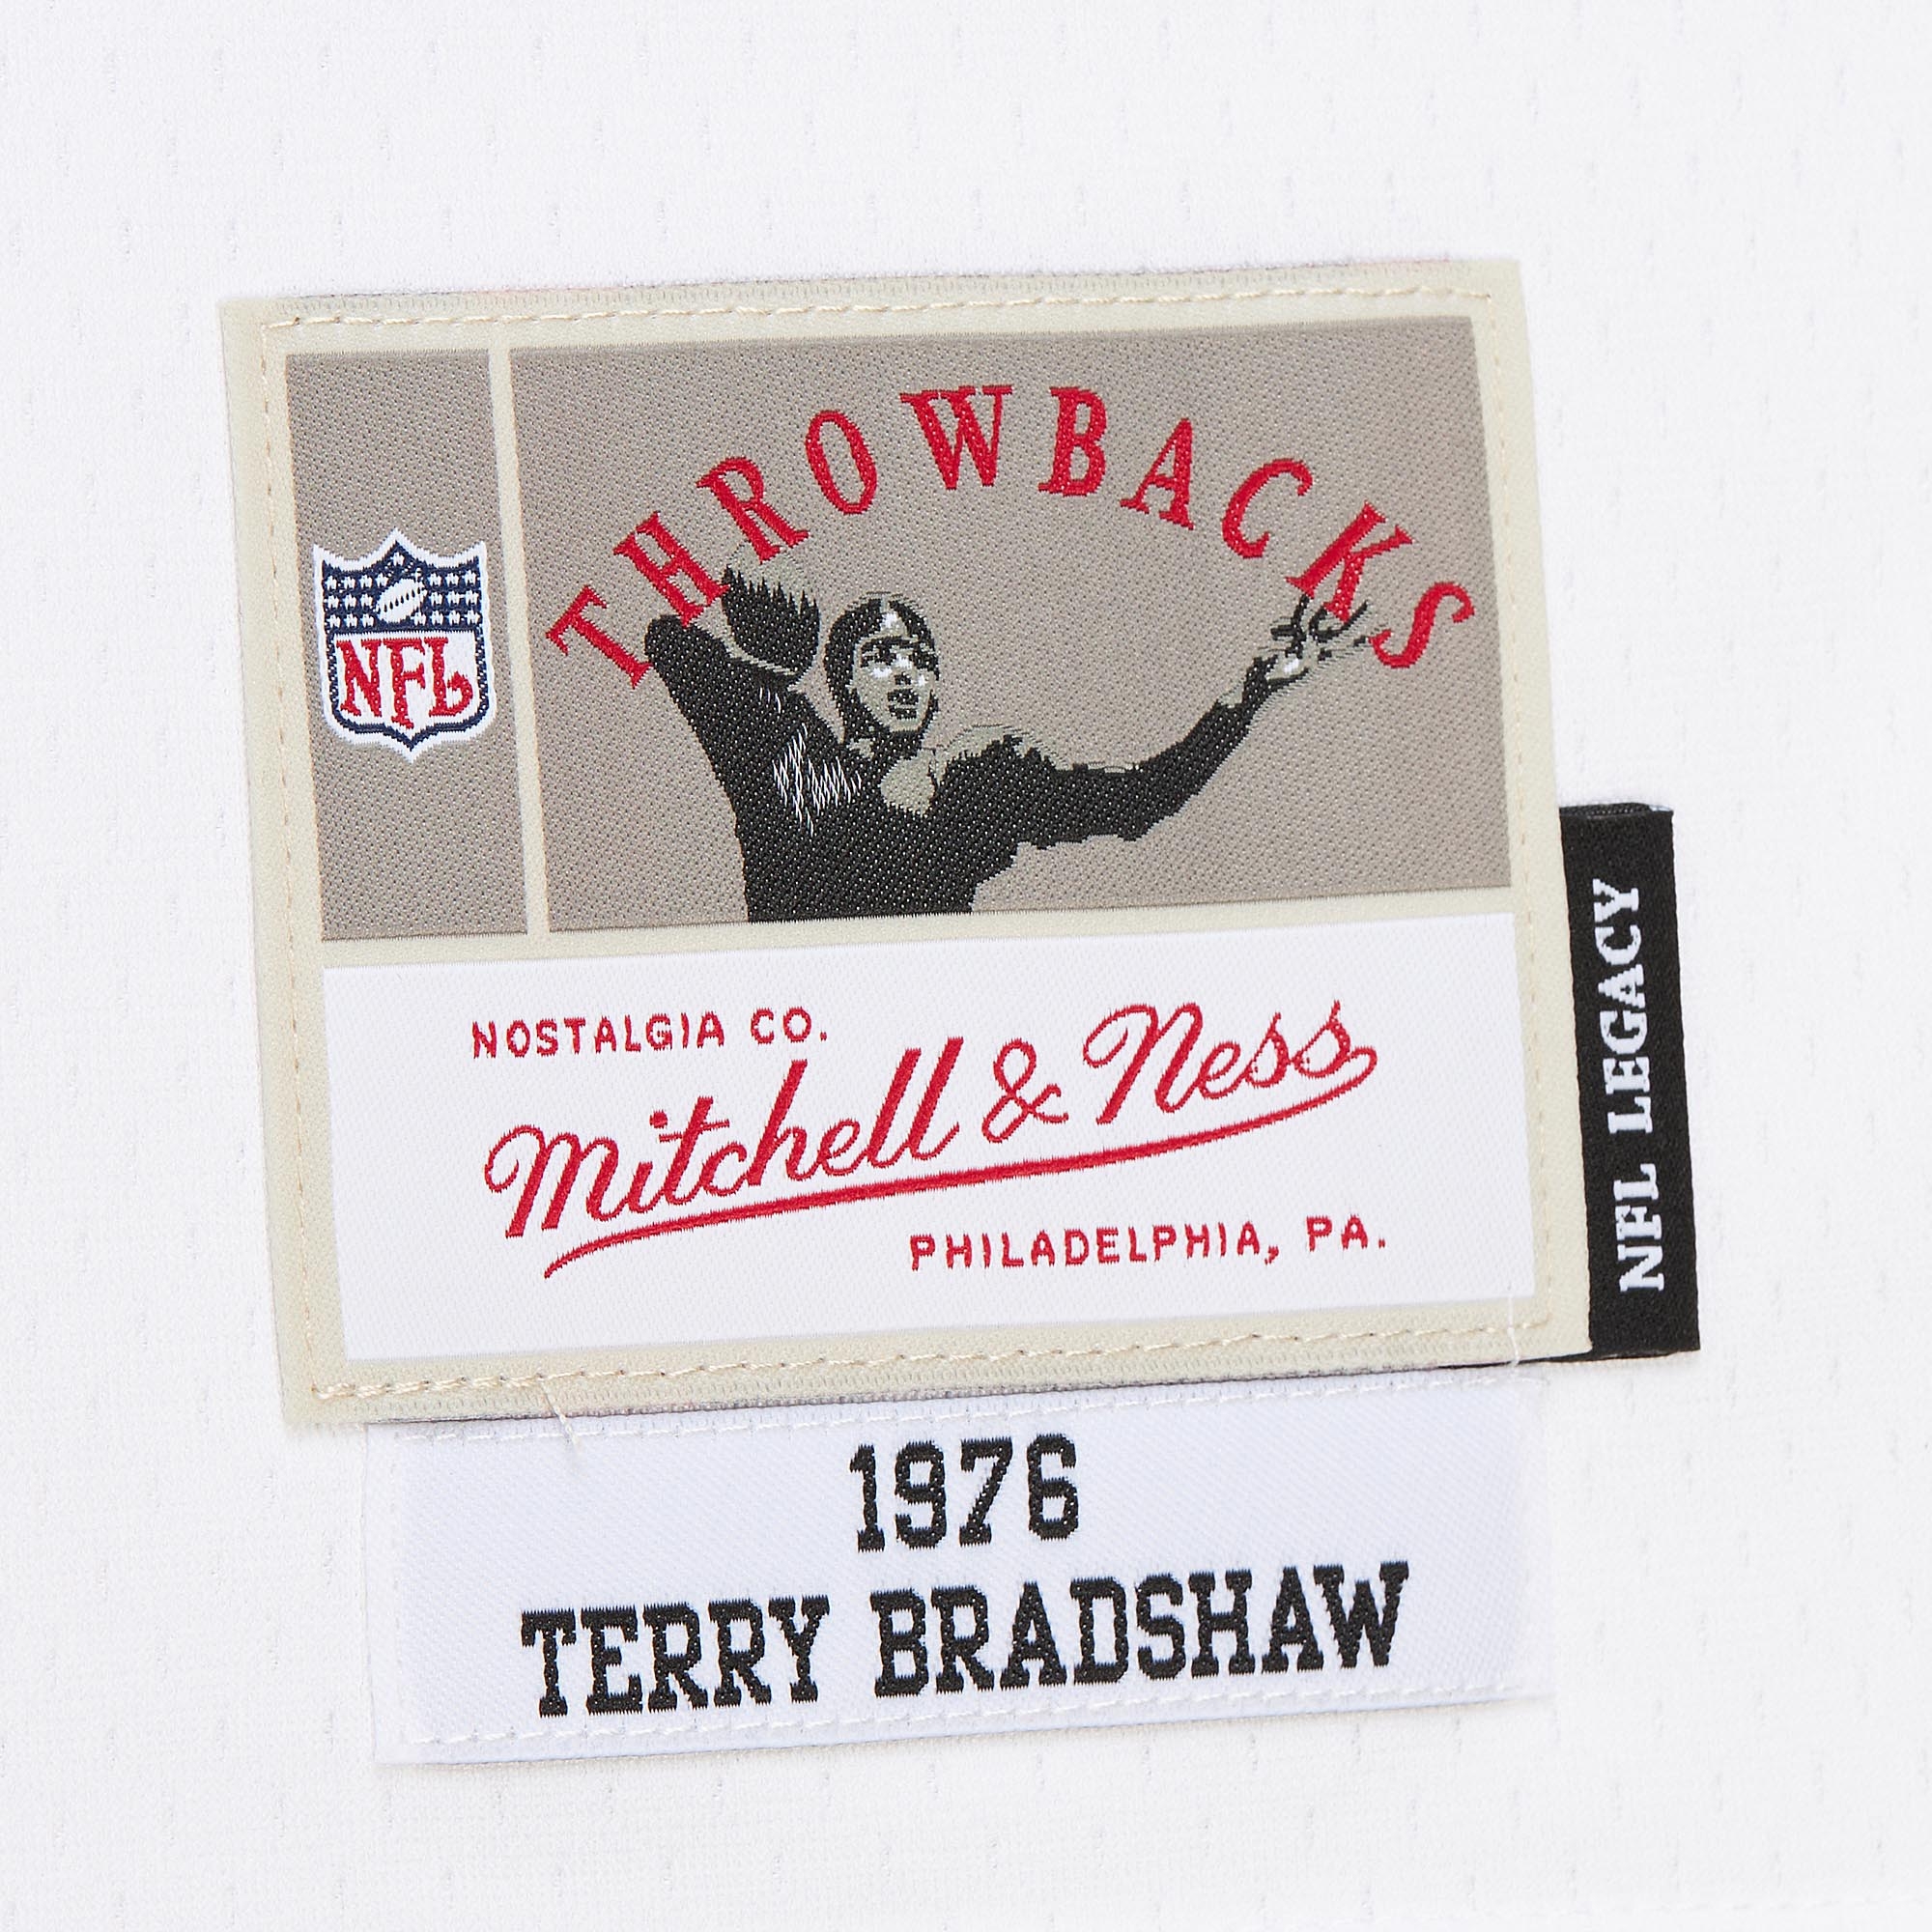 THROWBACKS
NFL
NOSTALGIA CO.
Mitchell & Ness
PHILADELPHIA, PA.
NFL LEGACY
1976
TERRY BRADSHAW